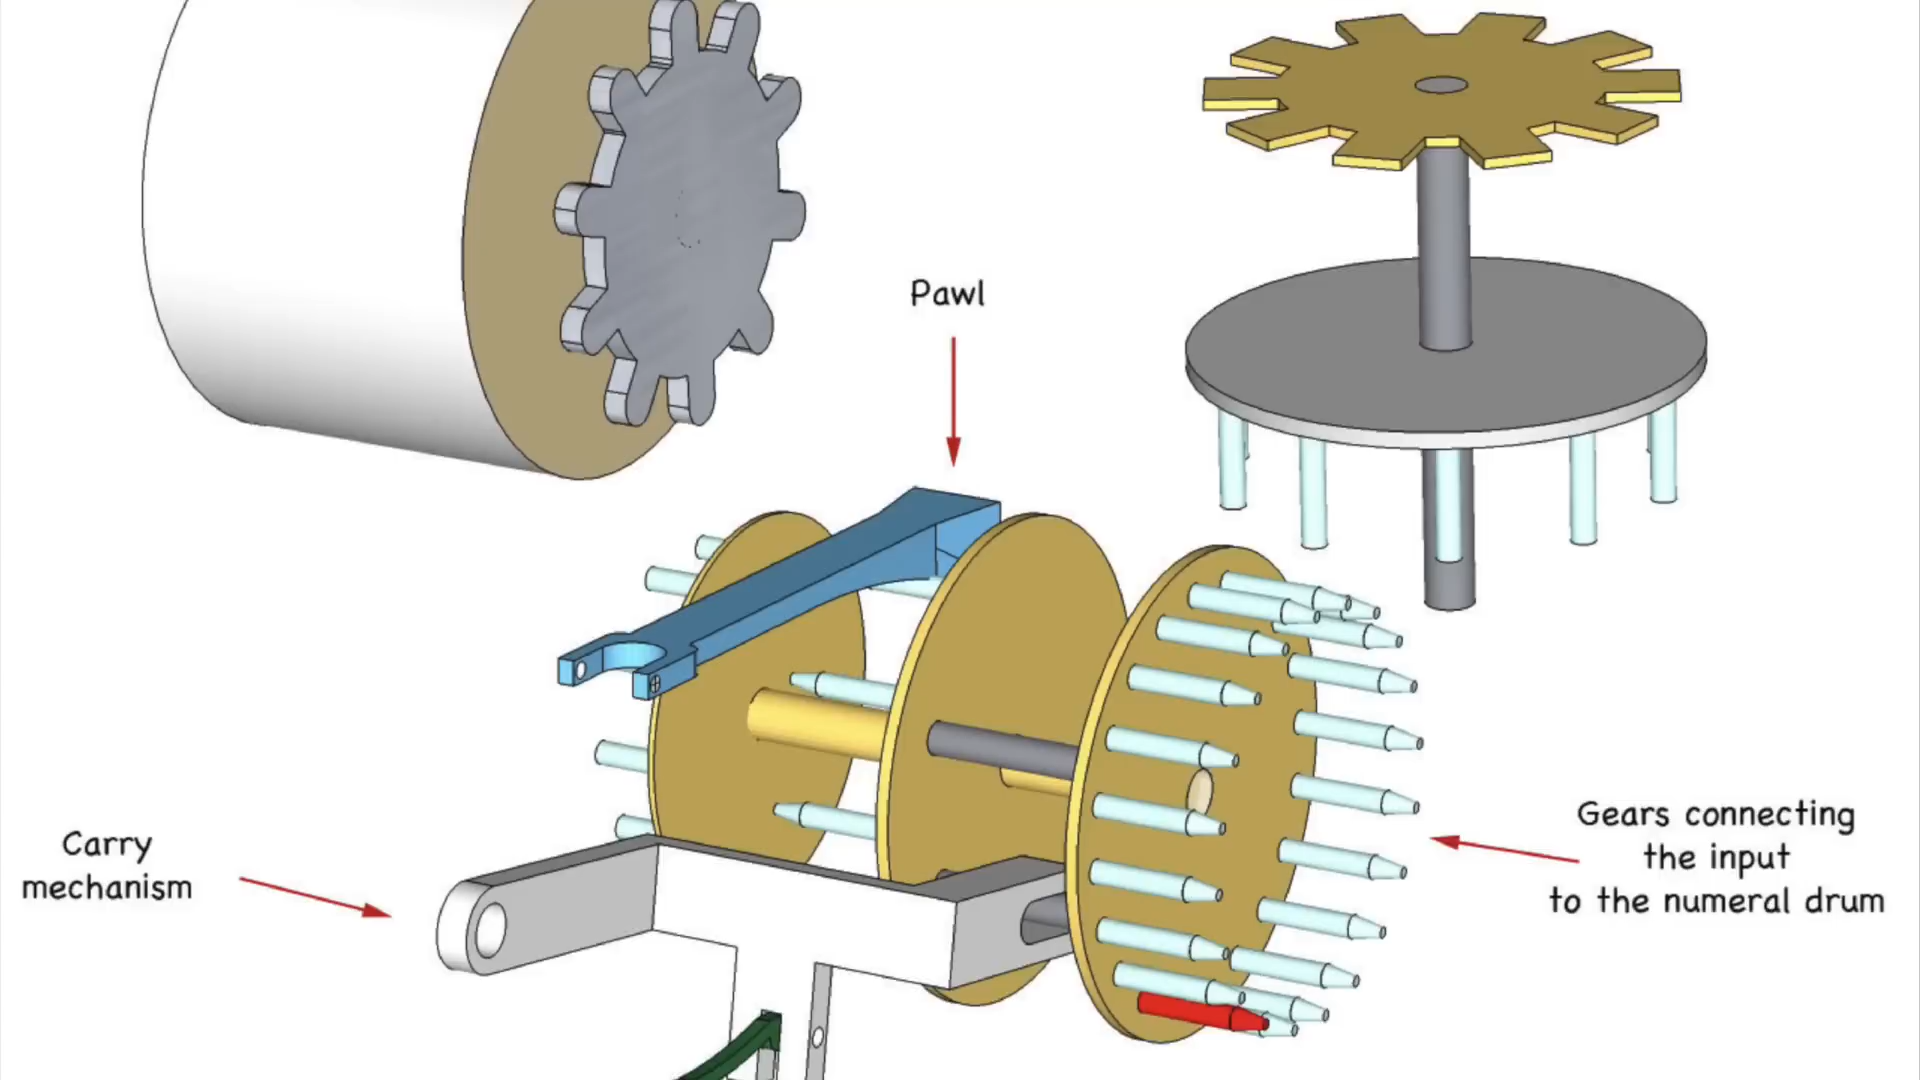 Pawl
Carry
mechanism
Gears connecting
the input
to the numeral drum